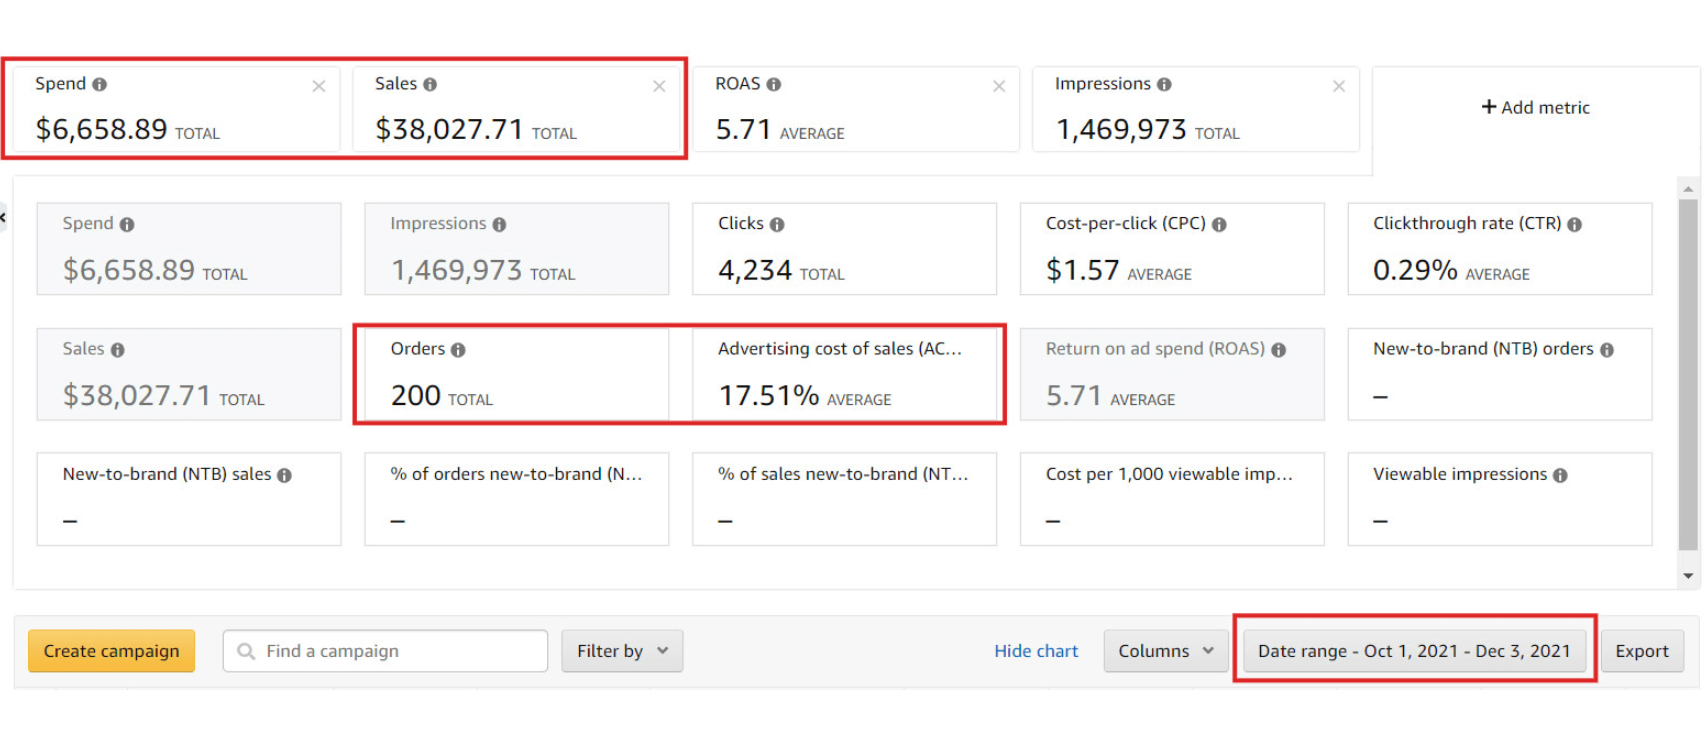 Spend
$6,658.89 TOTAL
Sales
$38,027.71 TOTAL
ROAS
5.71 AVERAGE
Impressions
1,469,973 TOTAL
+ Add metric
Spend
$6,658.89 TOTAL
Impressions
1,469,973 TOTAL
Clicks
4,234 TOTAL
Cost-per-click (CPC)
$1.57 AVERAGE
Clickthrough rate (CTR)
0.29% AVERAGE
Sales
$38,027.71 TOTAL
Orders
200 TOTAL
Advertising cost of sales (AC...
17.51% AVERAGE
Return on ad spend (ROAS)
5.71 AVERAGE
New-to-brand (NTB) orders
–
New-to-brand (NTB) sales
–
% of orders new-to-brand (N...
–
% of sales new-to-brand (NT...
–
Cost per 1,000 viewable imp...
–
Viewable impressions
–
Create campaign
Find a campaign
Filter by
Hide chart
Columns
Date range - Oct 1, 2021 - Dec 3, 2021
Export